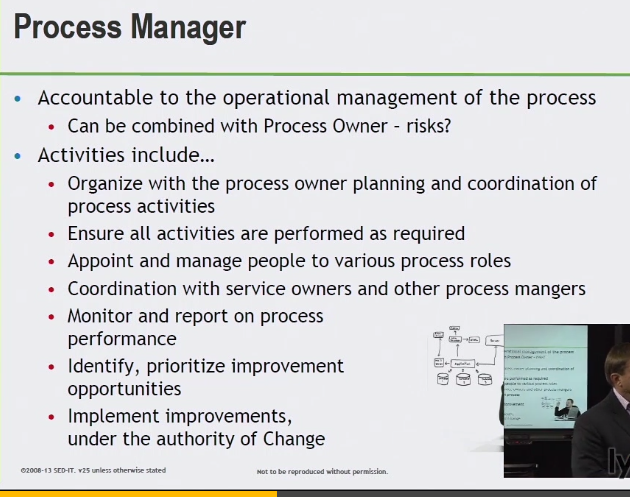 Process Manager
Accountable to the operational management of the process
Can be combined with Process Owner – risks?
Activities include…
Organize with the process owner planning and coordination of
process activities
Ensure all activities are performed as required
Appoint and manage people to various process roles
Coordination with service owners and other process mangers
Monitor and report on process
performance
Identify, prioritize improvement
opportunities
Implement improvements,
under the authority of Change
©2008-13 SED-IT. v25 unless otherwise stated
Not to be reproduced without permission.
ly